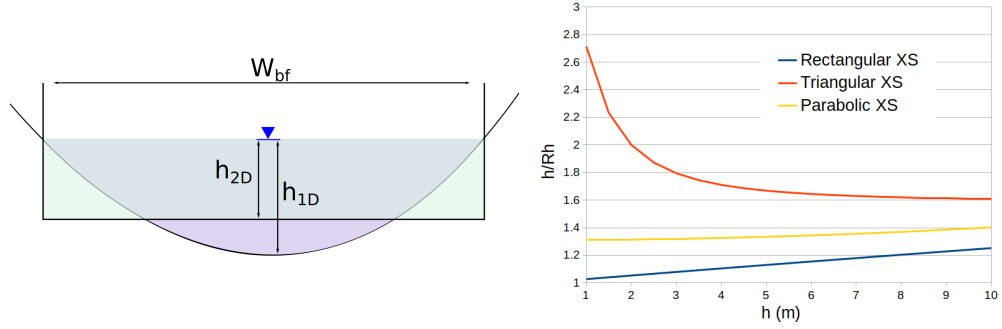 W_bf
h_2D
h_1D
h/Rh
3
2.8
2.6
2.4
2.2
2
1.8
1.6
1.4
1.2
1
Rectangular XS
Triangular XS
Parabolic XS
1 2 3 4 5 6 7 8 9 10
h (m)